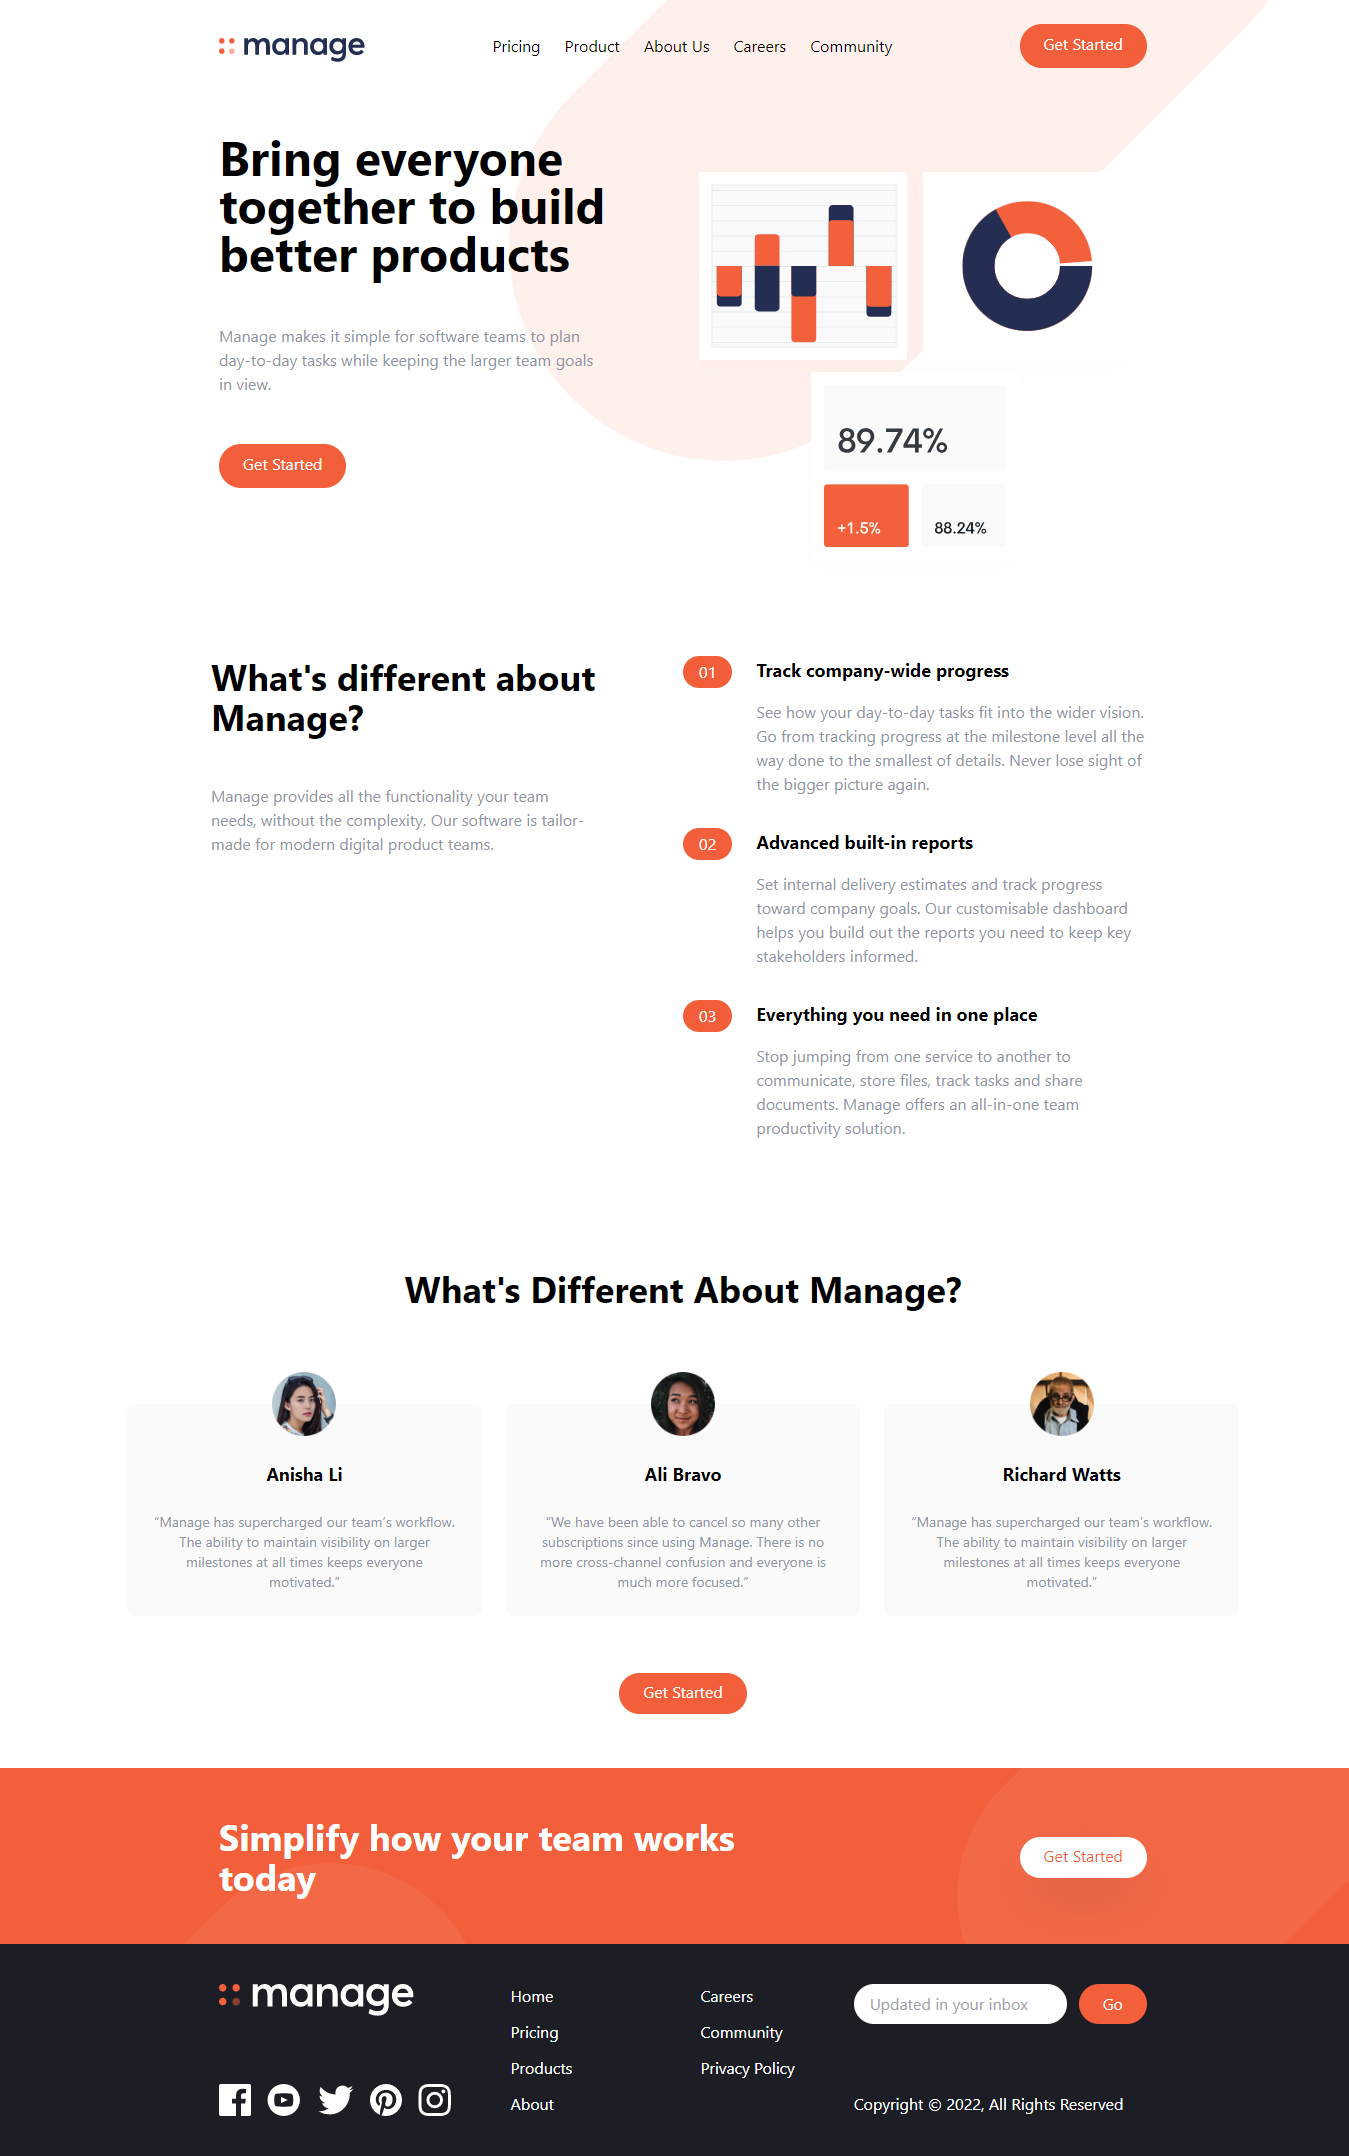 manage
Pricing Product About Us Careers Community
Get Started
Bring everyone
together to build
better products
Manage makes it simple for software teams to plan
day-to-day tasks while keeping the larger team goals
in view.
Get Started
89.74%
+1.5%
88.24%
What's different about
Manage?
Manage provides all the functionality your team
needs, without the complexity. Our software is tailor-
made for modern digital product teams.
01
Track company-wide progress
See how your day-to-day tasks fit into the wider vision.
Go from tracking progress at the milestone level all the
way done to the smallest of details. Never lose sight of
the bigger picture again.
02
Advanced built-in reports
Set internal delivery estimates and track progress
toward company goals. Our customisable dashboard
helps you build out the reports you need to keep key
stakeholders informed.
03
Everything you need in one place
Stop jumping from one service to another to
communicate, store files, track tasks and share
documents. Manage offers an all-in-one team
productivity solution.
What's Different About Manage?
Anisha Li
“Manage has supercharged our team’s workflow.
The ability to maintain visibility on larger
milestones at all times keeps everyone
motivated.”
Ali Bravo
“We have been able to cancel so many other
subscriptions since using Manage. There is no
more cross-channel confusion and everyone is
much more focused.”
Richard Watts
“Manage has supercharged our team’s workflow.
The ability to maintain visibility on larger
milestones at all times keeps everyone
motivated.”
Get Started
Simplify how your team works
today
Get Started
manage
Home
Pricing
Products
About
Careers
Community
Privacy Policy
Updated in your inbox
Go
Copyright © 2022, All Rights Reserved